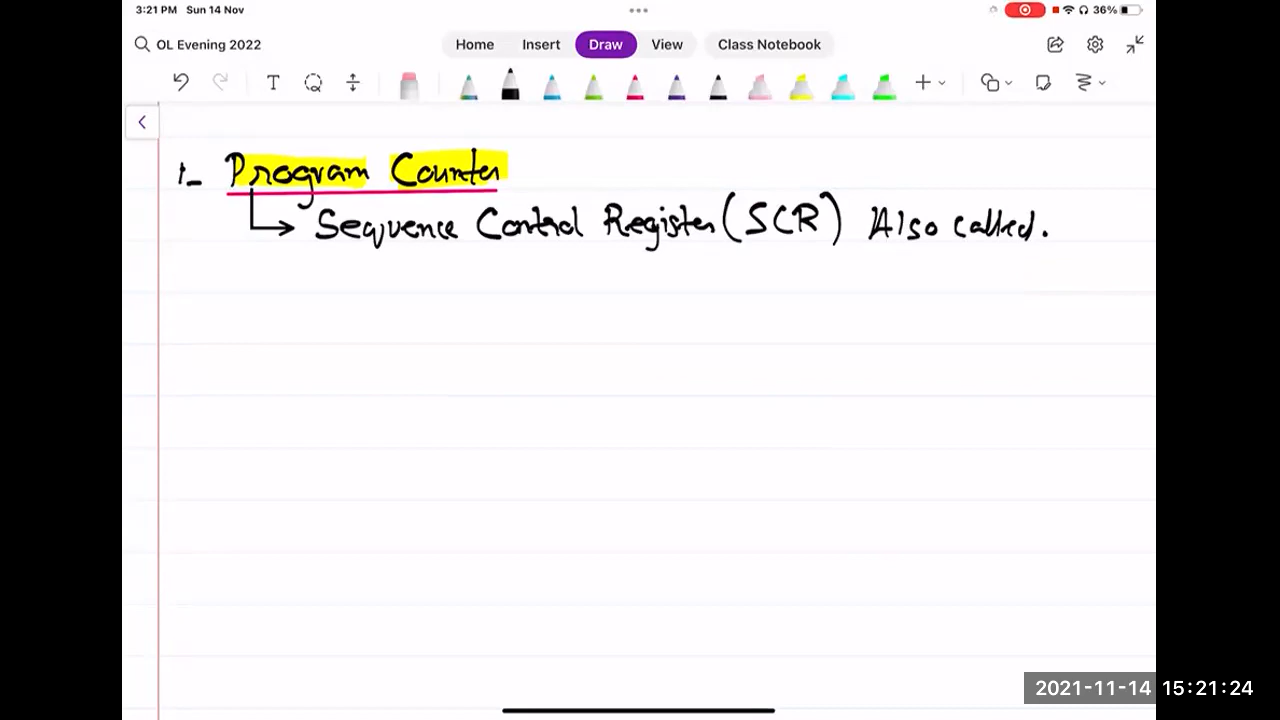 3:21 PM Sun 14 Nov
36%
OL Evening 2022
Home Insert Draw View Class Notebook
T
1- Program Counter
Sequence Control Register (SCR) Also called.
2021-11-14 15:21:24